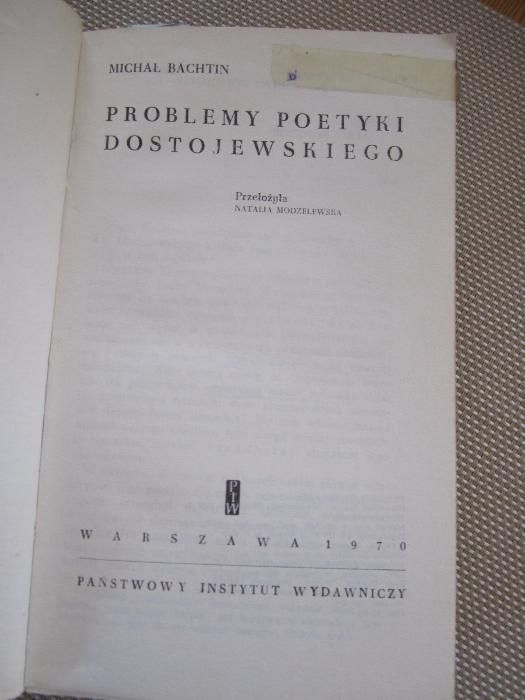 MICHAŁ BACHTIN
PROBLEMY POETYKI
DOSTOJEWSKIEGO
Przełożyła
NATALIA MODZELEWSKA
PIW
WARSZAWA 1970
PAŃSTWOWY INSTYTUT WYDAWNICZY